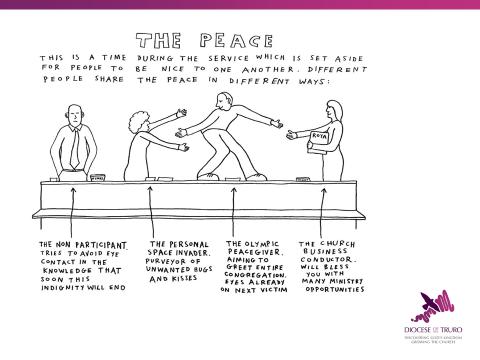 THE PEACE
THIS IS A TIME DURING THE SERVICE WHICH IS SET ASIDE
FOR PEOPLE TO BE NICE TO ONE ANOTHER. DIFFERENT
PEOPLE SHARE THE PEACE IN DIFFERENT WAYS:
ROTA
THE NON PARTICIPANT.
TRIES TO AVOID EYE
CONTACT IN THE
KNOWLEDGE THAT
SOON THIS
INDIGNITY WILL END
THE PERSONAL
SPACE INVADER.
PURVEYOR OF
UNWANTED HUGS
AND KISSES
THE OLYMPIC
PEACEGIVER.
AIMING TO
GREET ENTIRE
CONGREGATION.
EYES ALREADY
ON NEXT VICTIM
THE CHURCH
BUSINESS
CONDUCTOR.
WILL BLESS
YOU WITH
MANY MINISTRY
OPPORTUNITIES
DIOCESE OF TRURO
DISCOVERING GOD'S KINGDOM
GROWING THE CHURCH